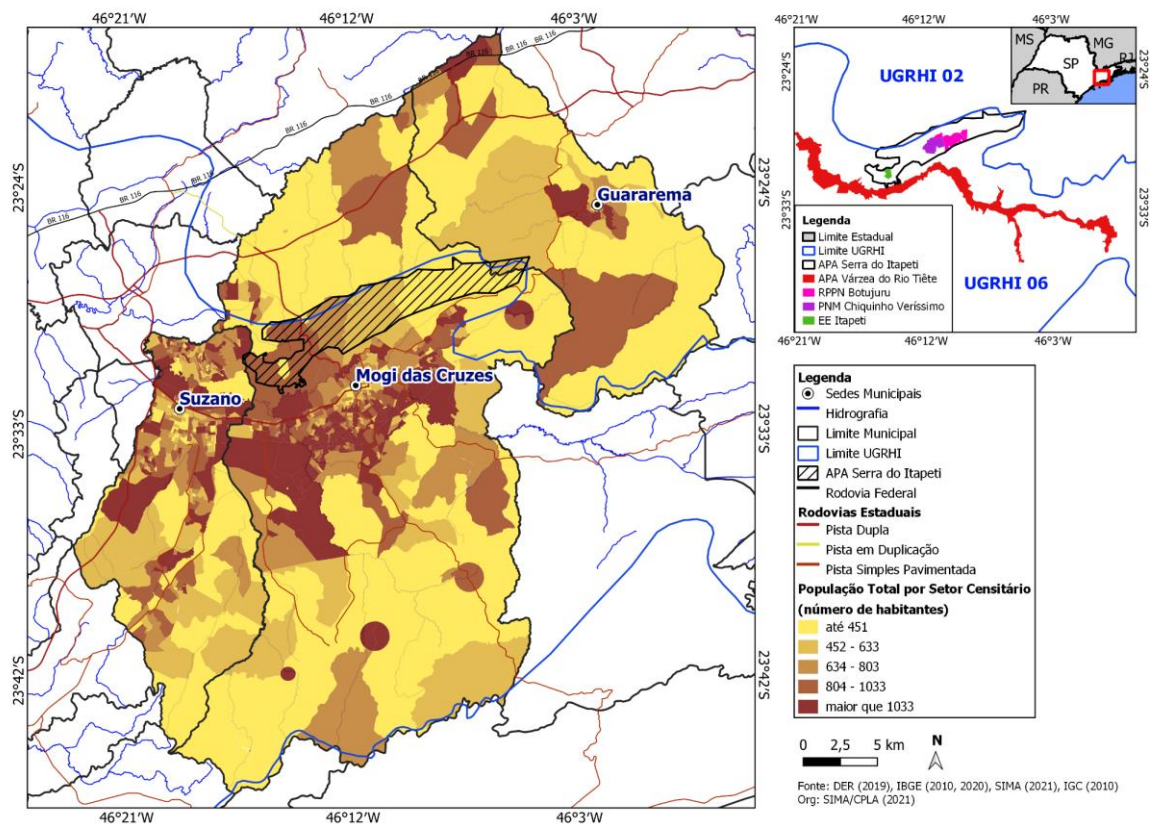 46°21'W
46°12'W
46°3'W
BR 116
BR 116
BR 116
BR 116
BR 116
23°24'S
23°24'S
Guararema
Mogi das Cruzes
Suzano
23°33'S
23°33'S
23°42'S
23°42'S
46°21'W
46°12'W
46°3'W
46°21'W
46°12'W
46°3'W
MS
MG
SP
RJ
PR
UGRHI 02
23°24'S
23°24'S
23°33'S
23°33'S
Legenda
Limite Estadual
Limite UGRHI
APA Serra do Itapeti
APA Várzea do Rio Tiête
RPPN Botujuru
PNM Chiquinho Veríssimo
EE Itapeti
UGRHI 06
46°21'W
46°12'W
46°3'W
Legenda
Sedes Municipais
Hidrografia
Limite Municipal
Limite UGRHI
APA Serra do Itapeti
Rodovia Federal
Rodovias Estaduais
Pista Dupla
Pista em Duplicação
Pista Simples Pavimentada
População Total por Setor Censitário
(número de habitantes)
até 451
452 - 633
634 - 803
804 - 1033
maior que 1033
0 2,5 5 km
N
Fonte: DER (2019), IBGE (2010, 2020), SIMA (2021), IGC (2010)
Org: SIMA/CPLA (2021)